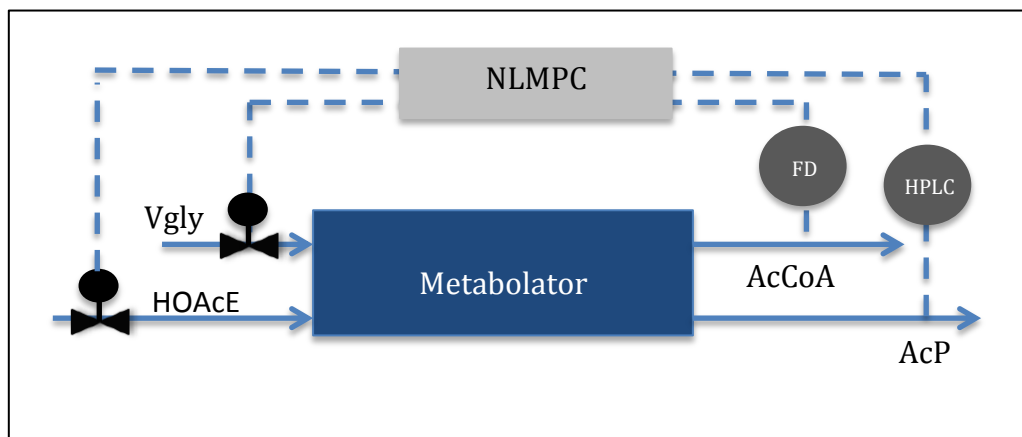 NLMPC
FD
HPLC
Vgly
Metabolator
AcCoA
HOAcE
AcP